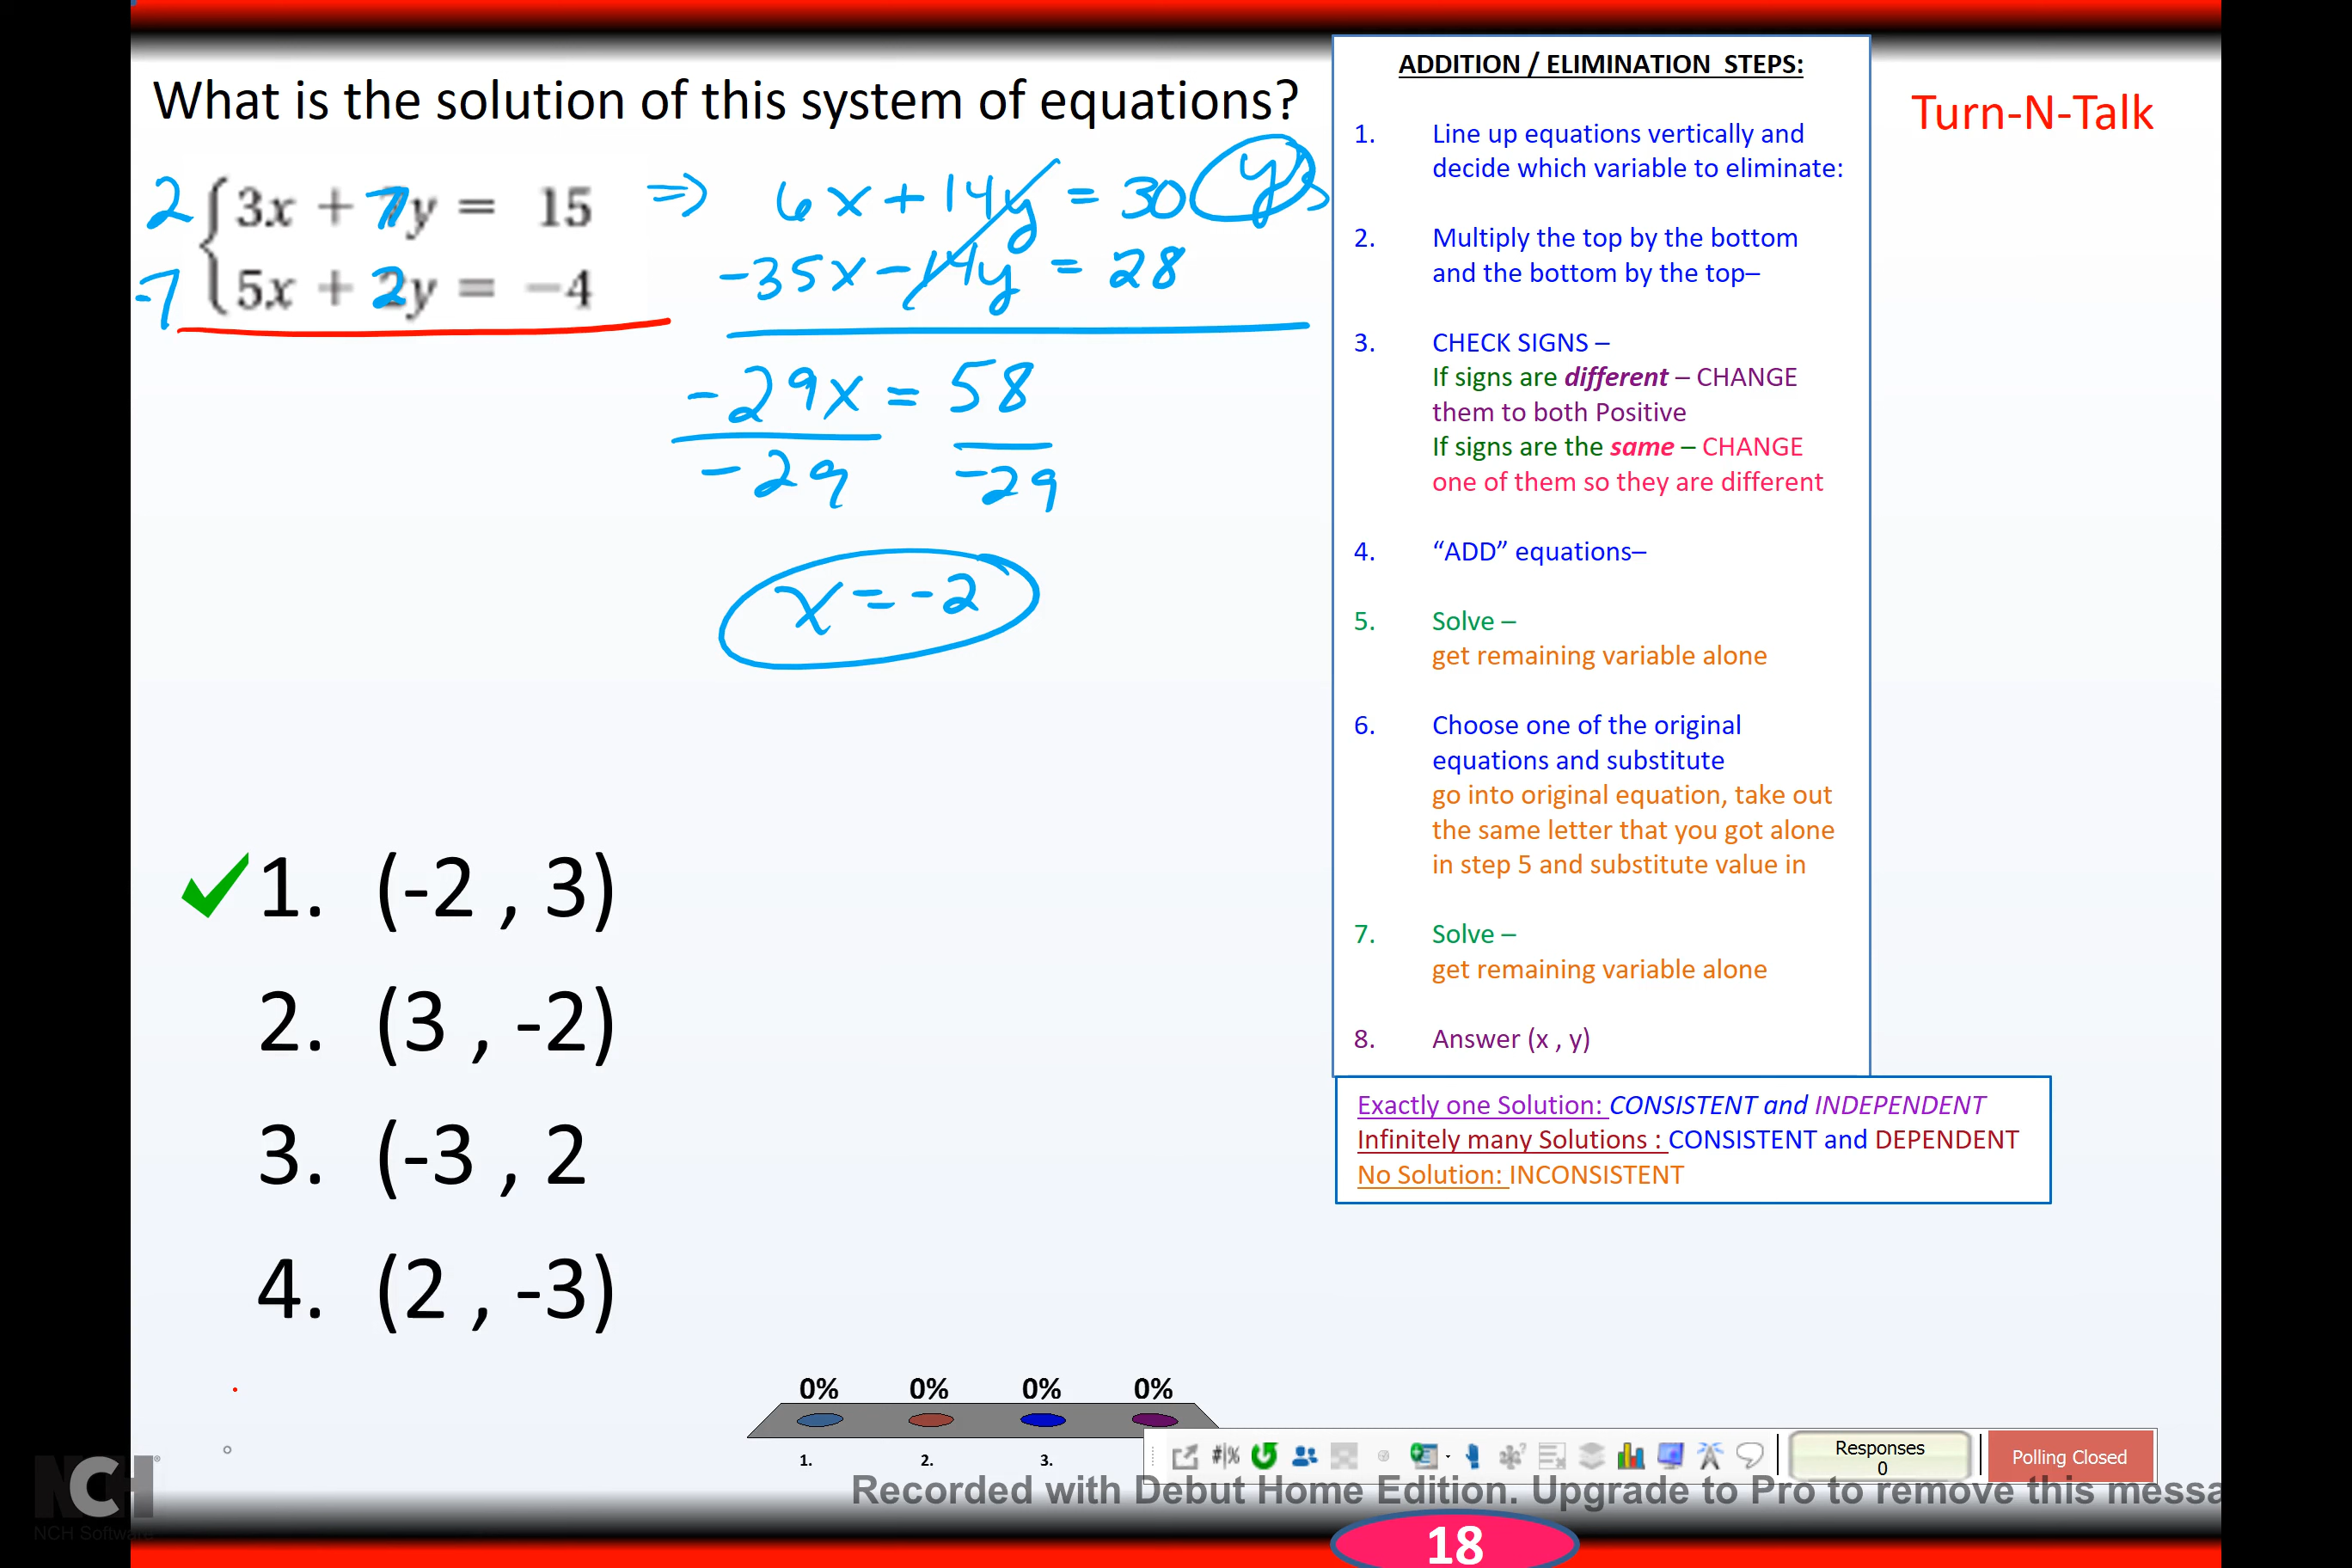 What is the solution of this system of equations?
2 3x + 7y = 15 ⇒ 6x + 14y = 30 y's
-7 5x + 2y = −4 -35x - 14y = 28
-29x = 58
-29 -29
x = -2
1. (-2 , 3)
2. (3 , -2)
3. (-3 , 2
4. (2 , -3)
ADDITION / ELIMINATION STEPS:
1. Line up equations vertically and
decide which variable to eliminate:
2. Multiply the top by the bottom
and the bottom by the top–
3. CHECK SIGNS –
If signs are different – CHANGE
them to both Positive
If signs are the same – CHANGE
one of them so they are different
4. “ADD” equations–
5. Solve –
get remaining variable alone
6. Choose one of the original
equations and substitute
go into original equation, take out
the same letter that you got alone
in step 5 and substitute value in
7. Solve –
get remaining variable alone
8. Answer (x , y)
Exactly one Solution: CONSISTENT and INDEPENDENT
Infinitely many Solutions : CONSISTENT and DEPENDENT
No Solution: INCONSISTENT
Turn-N-Talk
0% 0% 0% 0%
1. 2. 3.
#|%
Responses
0
Polling Closed
Recorded with Debut Home Edition. Upgrade to Pro to remove this messa
NCH
NCH Software
18